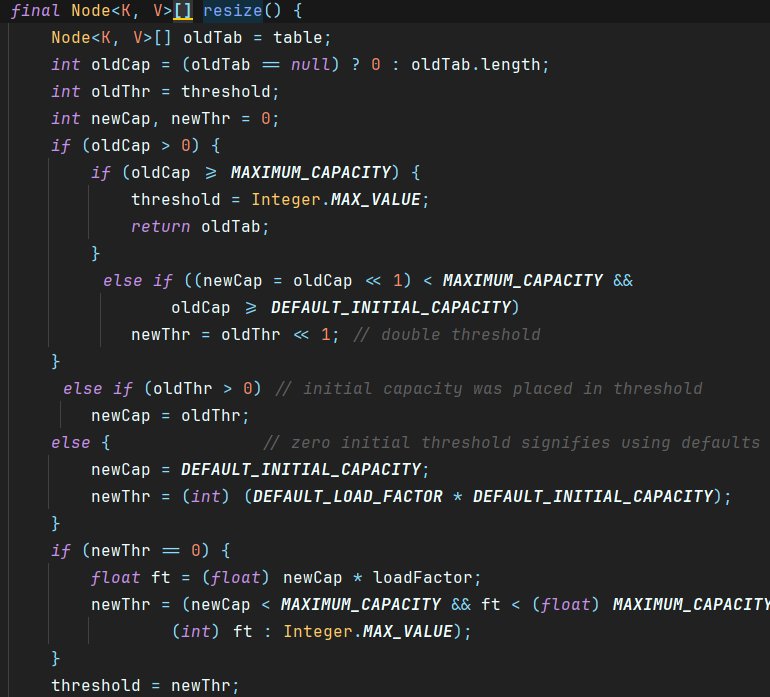 final Node<K, V>[] resize() {
Node<K, V>[] oldTab = table;
int oldCap = (oldTab == null) ? 0 : oldTab.length;
int oldThr = threshold;
int newCap, newThr = 0;
if (oldCap > 0) {
if (oldCap >= MAXIMUM_CAPACITY) {
threshold = Integer.MAX_VALUE;
return oldTab;
}
else if ((newCap = oldCap << 1) < MAXIMUM_CAPACITY &&
oldCap >= DEFAULT_INITIAL_CAPACITY)
newThr = oldThr << 1; // double threshold
}
else if (oldThr > 0) // initial capacity was placed in threshold
newCap = oldThr;
else { // zero initial threshold signifies using defaults
newCap = DEFAULT_INITIAL_CAPACITY;
newThr = (int) (DEFAULT_LOAD_FACTOR * DEFAULT_INITIAL_CAPACITY);
}
if (newThr == 0) {
float ft = (float) newCap * loadFactor;
newThr = (newCap < MAXIMUM_CAPACITY && ft < (float) MAXIMUM_CAPACITY
(int) ft : Integer.MAX_VALUE);
}
threshold = newThr;